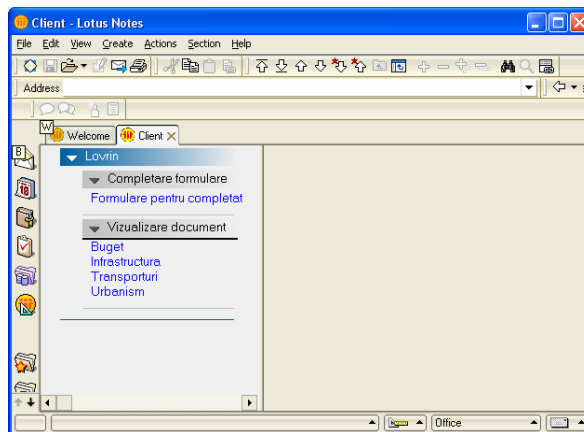 Client - Lotus Notes
File Edit View Create Actions Section Help
Address
W
Welcome
Client
B
Lovrin
18
Completare formulare
Formulare pentru completat
Vizualizare document
Buget
Infrastructura
Transporturi
Urbanism
Office